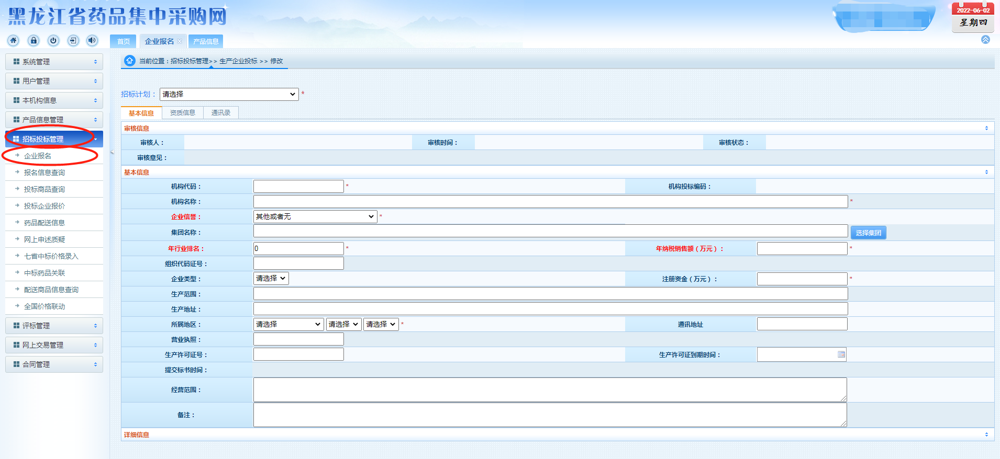 黑龙江省药品集中采购网
2022-06-02
星期四
首页 企业报名 产品信息
当前位置：招标投标管理>> 生产企业投标 >> 修改
系统管理
用户管理
本机构信息
产品信息管理
招标投标管理
企业报名
报名信息查询
投标商品查询
投标企业报价
药品配送信息
网上申述质疑
七省中标价格录入
中标药品关联
配送商品信息查询
全国价格联动
评标管理
网上交易管理
合同管理
招标计划： 请选择 *
基本信息 资质信息 通讯录
审核信息
审核人： 审核时间： 审核状态：
审核意见：
基本信息
机构代码： * 机构投标编码：
机构名称： *
企业信誉： 其他或者无 *
集团名称： 选择集团
年行业排名： 0 * 年纳税销售额（万元）： *
组织代码证号：
企业类型： 请选择 注册资金（万元）： *
生产范围：
生产地址：
所属地区： 请选择 请选择 请选择 * 通讯地址
营业执照：
生产许可证号： 生产许可证到期时间：
提交标书时间：
经营范围：
备注：
详细信息